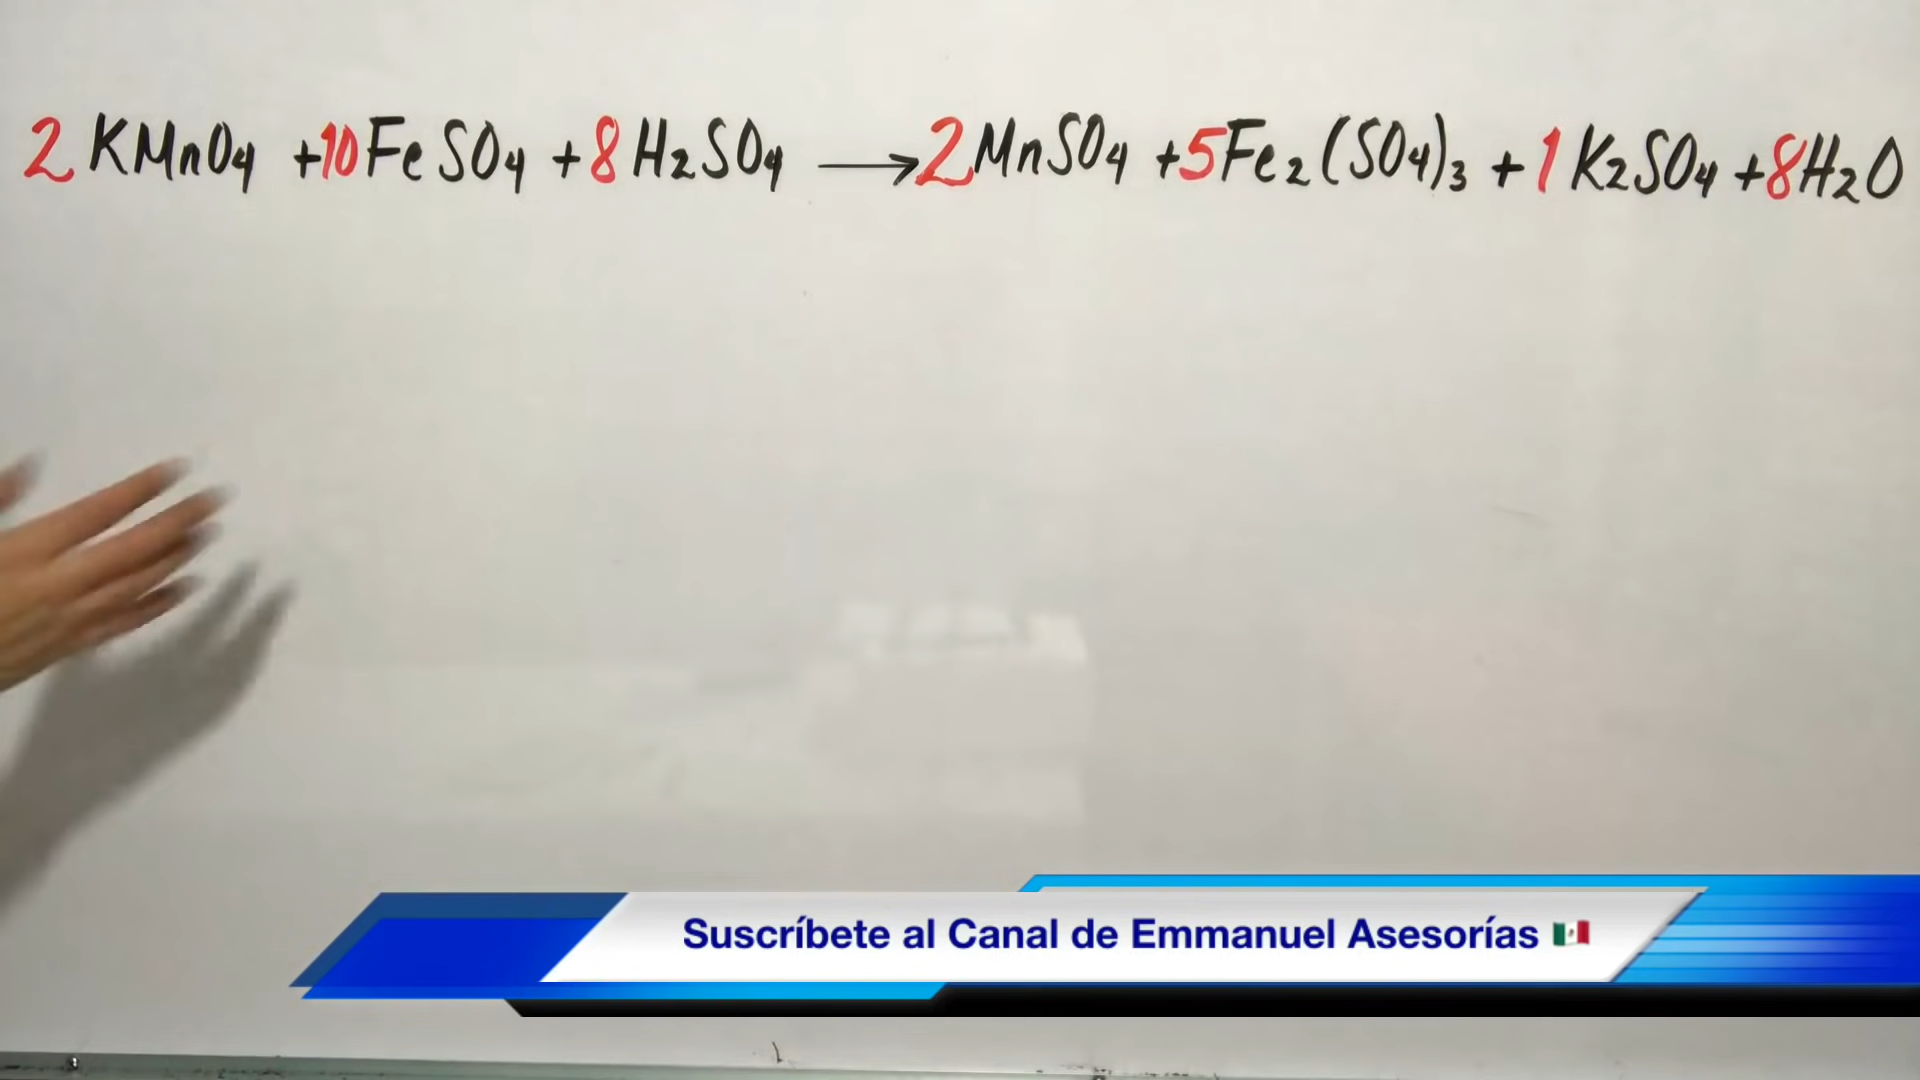 2 KMnO4 + 10 FeSO4 + 8 H2SO4 → 2 MnSO4 + 5 Fe2(SO4)3 + 1 K2SO4 + 8 H2O
Suscríbete al Canal de Emmanuel Asesorías 🇲🇽